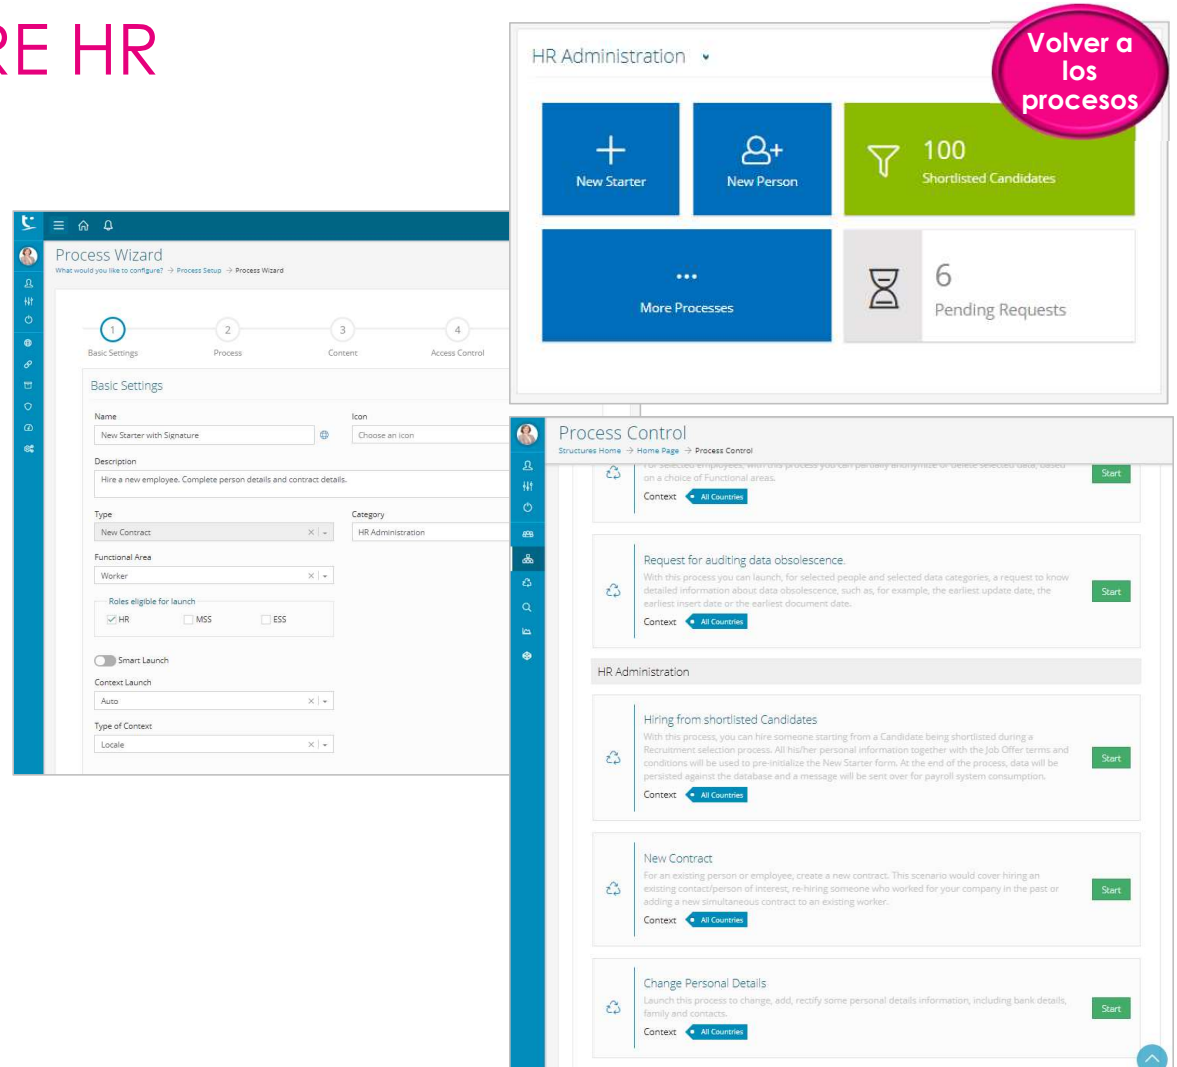 RE HR
Volver a
los
procesos
HR Administration
New Starter
New Person
100
Shortlisted Candidates
More Processes
6
Pending Requests
Process Wizard
What would you like to configure? → Process Setup → Process Wizard
1
2
3
4
Basic Settings
Process
Content
Access Control
Basic Settings
Name
Icon
New Starter with Signature
Choose an icon
Description
Hire a new employee. Complete person details and contract details.
Type
Category
New Contract
HR Administration
Functional Area
Worker
Roles eligible for launch
HR
MSS
ESS
Smart Launch
Context Launch
Auto
Type of Context
Locale
Process Control
Structures Home → Home Page → Process Control
For selected employees, with this process you can partially anonymize or delete selected data, based
on a choice of Functional areas.
Context
All Countries
Start
Request for auditing data obsolescence.
With this process you can launch, for selected people and selected data categories, a request to know
detailed information about data obsolescence, such as, for example, the earliest update date, the
earliest insert date or the earliest document date.
Context
All Countries
Start
HR Administration
Hiring from shortlisted Candidates
With this process, you can hire someone starting from a Candidate being shortlisted during a
Recruitment selection process. All his/her personal information together with the Job Offer terms and
conditions will be used to pre-initialize the New Starter form. At the end of the process, data will be
persisted against the database and a message will be sent over for payroll system consumption.
Context
All Countries
Start
New Contract
For an existing person or employee, create a new contract. This scenario would cover hiring an
existing contact/person of interest, re-hiring someone who worked for your company in the past or
adding a new simultaneous contract to an existing worker.
Context
All Countries
Start
Change Personal Details
Launch this process to change, add, rectify some personal details information, including bank details,
family and contacts.
Context
All Countries
Start